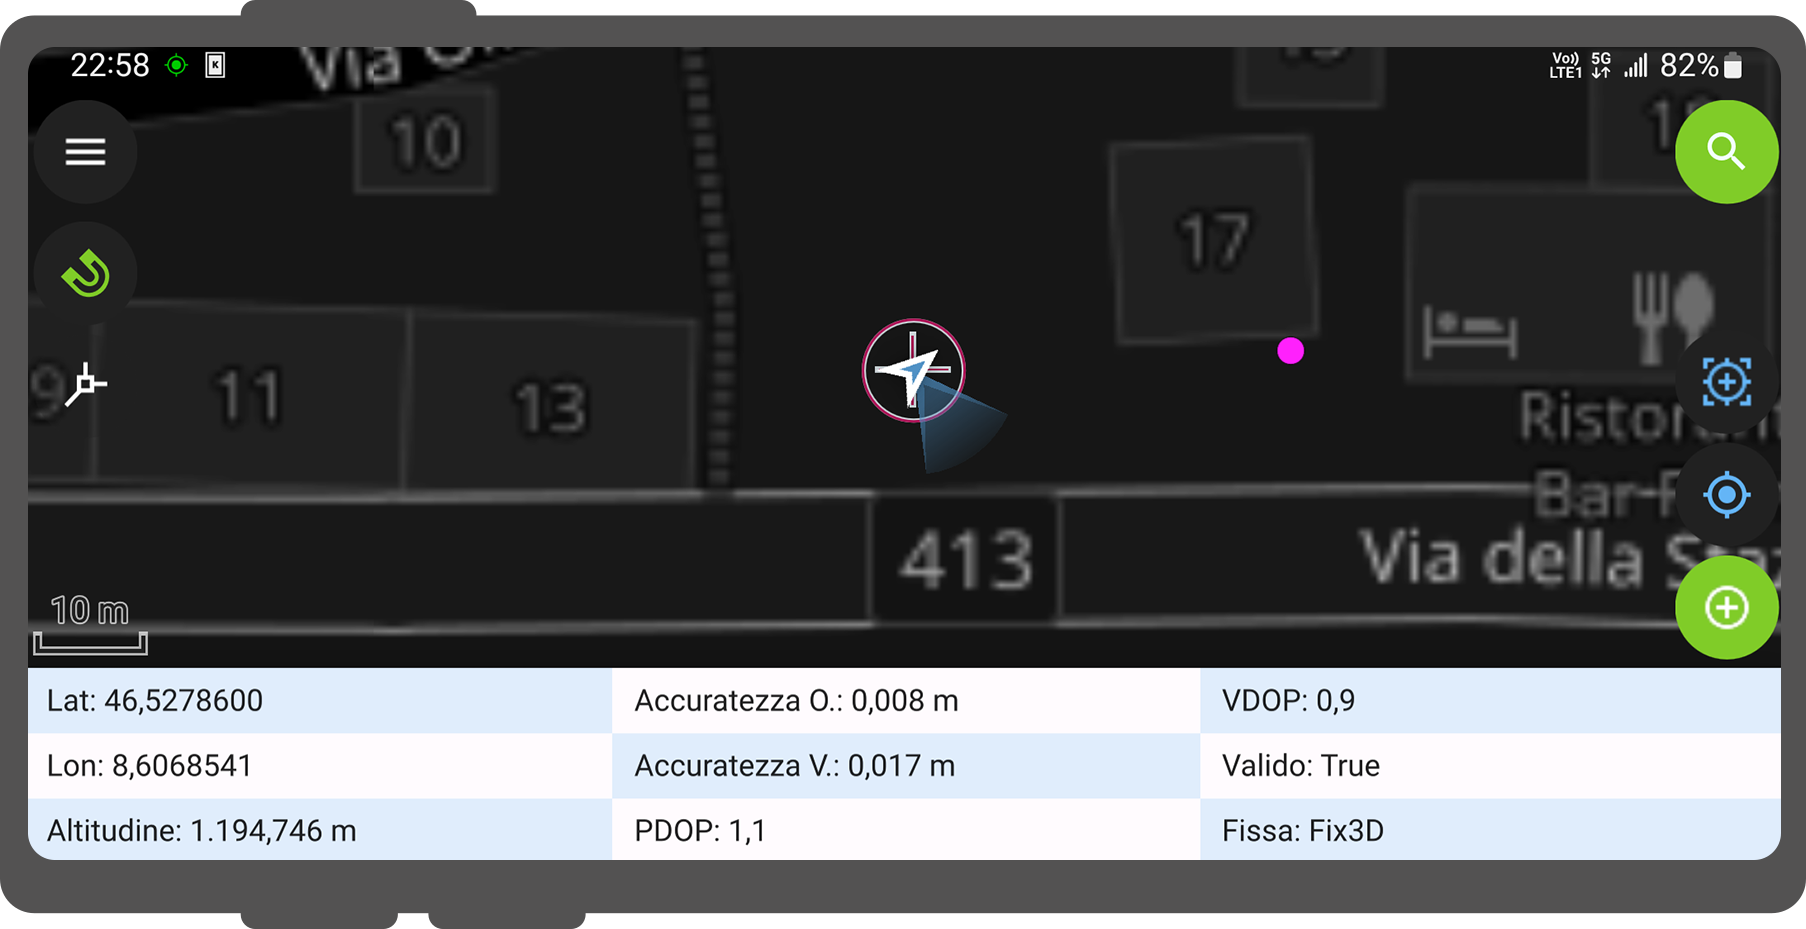 22:58 K Vo)) LTE1 5G 82%
Via
10
17
9 11 13
Bar-
413 Via della
10 m
Lat: 46,5278600 Accuratezza O.: 0,008 m VDOP: 0,9
Lon: 8,6068541 Accuratezza V.: 0,017 m Valido: True
Altitudine: 1.194,746 m PDOP: 1,1 Fissa: Fix3D